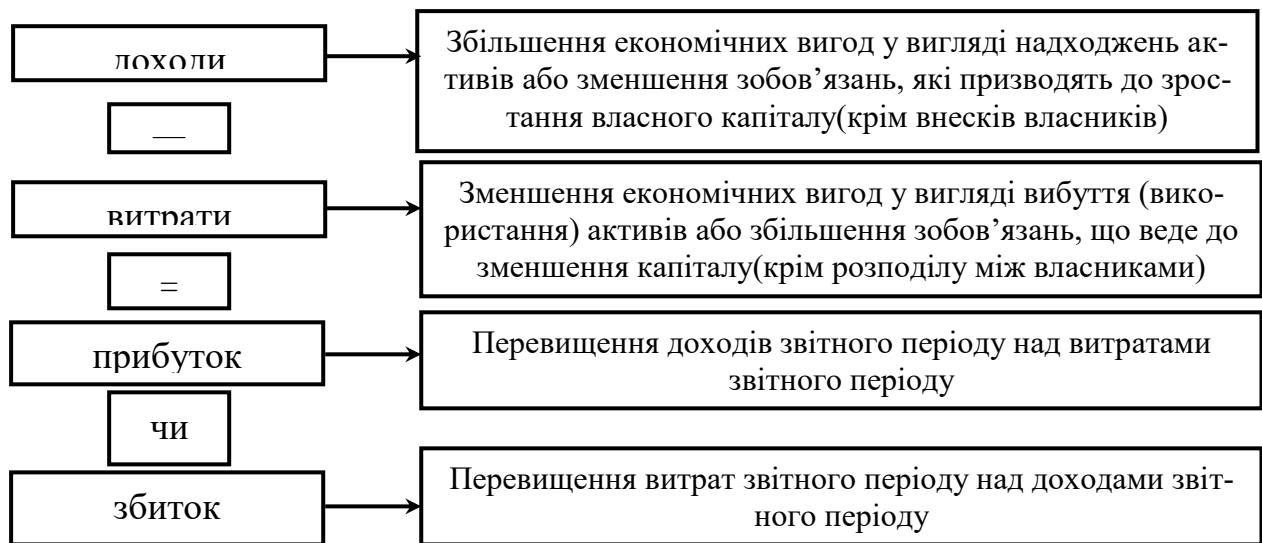 доходи
Збільшення економічних вигод у вигляді надходжень ак-
тивів або зменшення зобов’язань, які призводять до зрос-
тання власного капіталу(крім внесків власників)
—
витрати
Зменшення економічних вигод у вигляді вибуття (вико-
ристання) активів або збільшення зобов’язань, що веде до
зменшення капіталу(крім розподілу між власниками)
=
прибуток
Перевищення доходів звітного періоду над витратами
звітного періоду
чи
збиток
Перевищення витрат звітного періоду над доходами звіт-
ного періоду